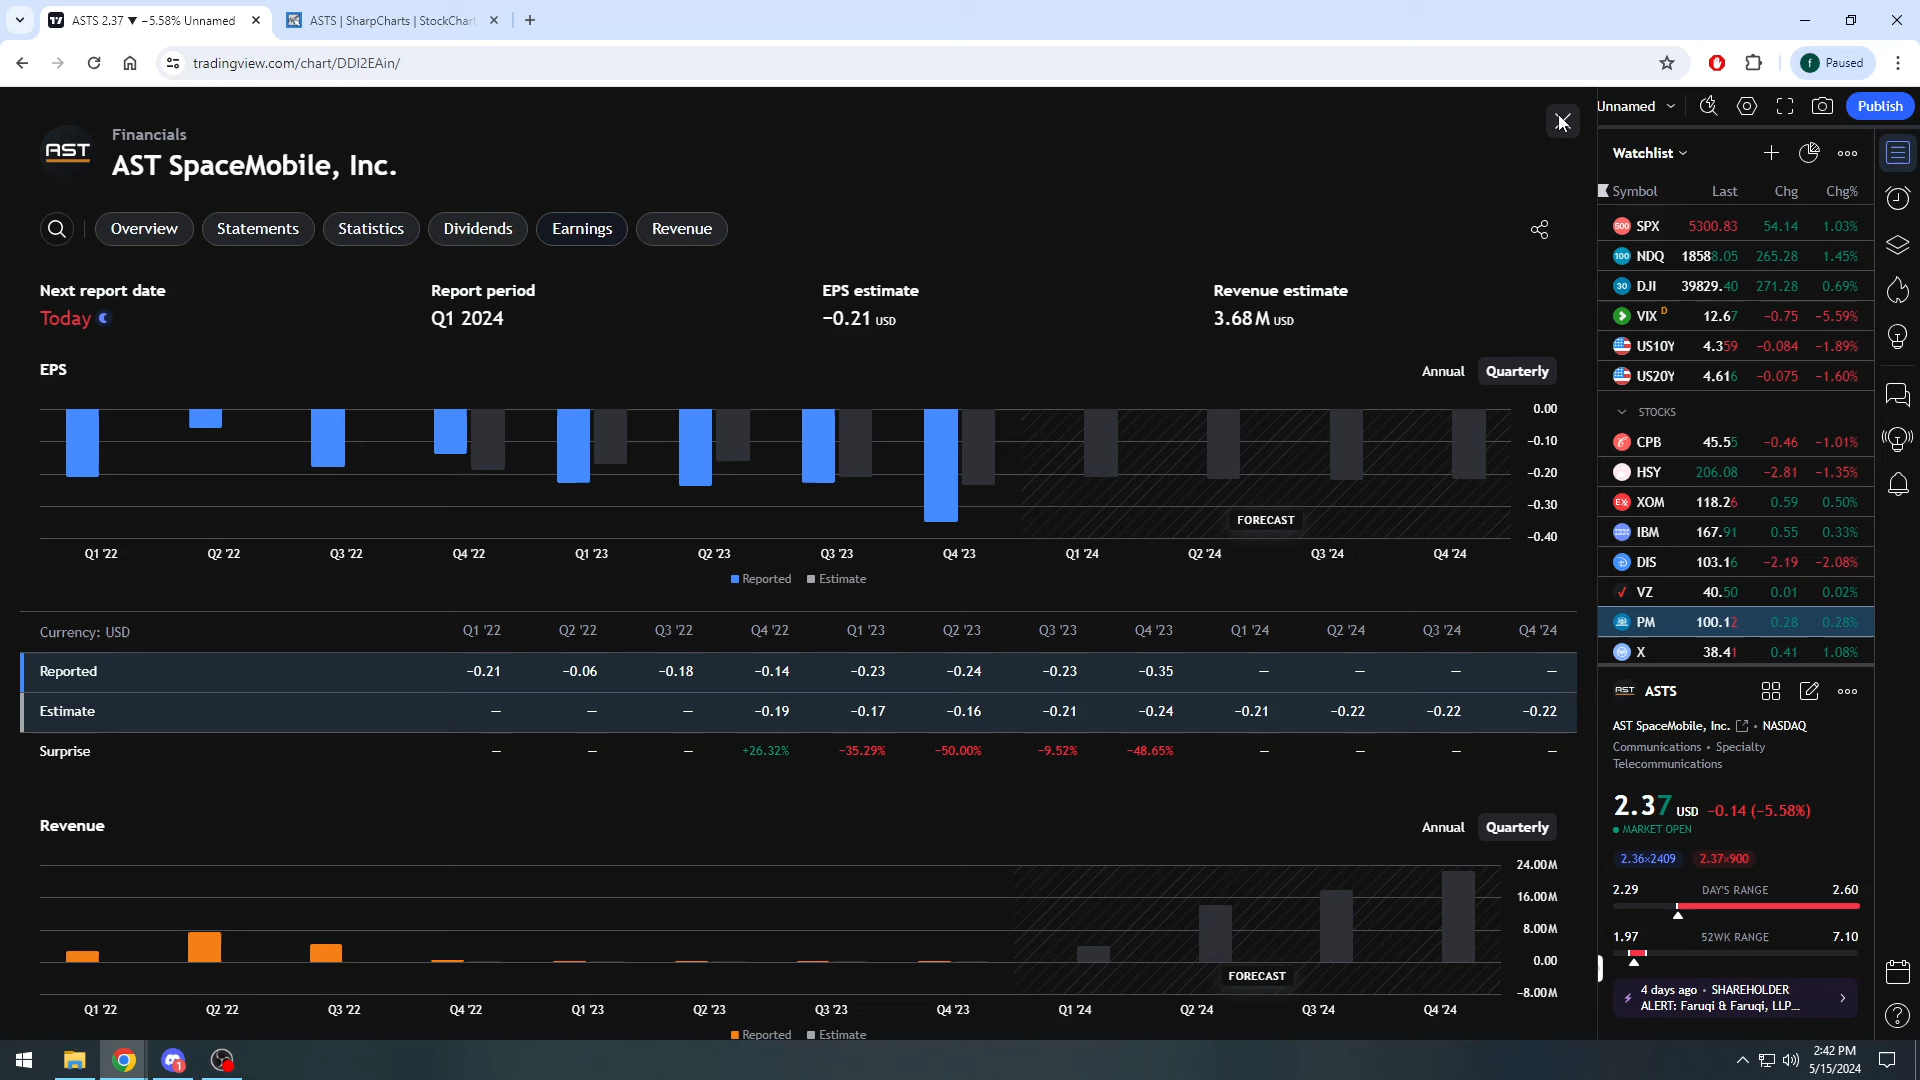 ASTS 2.37 ▼ −5.58% Unnamed
ASTS | SharpCharts | StockChar
tradingview.com/chart/DDI2EAin/
f Paused
Financials
AST
AST SpaceMobile, Inc.
Overview Statements Statistics Dividends Earnings Revenue
Next report date Report period EPS estimate Revenue estimate
Today Q1 2024 −0.21 USD 3.68 M USD
EPS Annual Quarterly
0.00
−0.10
−0.20
−0.30
−0.40
FORECAST
Q1 '22 Q2 '22 Q3 '22 Q4 '22 Q1 '23 Q2 '23 Q3 '23 Q4 '23 Q1 '24 Q2 '24 Q3 '24 Q4 '24
Reported Estimate
Currency: USD Q1 '22 Q2 '22 Q3 '22 Q4 '22 Q1 '23 Q2 '23 Q3 '23 Q4 '23 Q1 '24 Q2 '24 Q3 '24 Q4 '24
Reported −0.21 −0.06 −0.18 −0.14 −0.23 −0.24 −0.23 −0.35 — — — —
Estimate — — — −0.19 −0.17 −0.16 −0.21 −0.24 −0.21 −0.22 −0.22 −0.22
Surprise — — — +26.32% −35.29% −50.00% −9.52% −48.65% — — — —
Revenue Annual Quarterly
24.00M
16.00M
8.00M
0.00
−8.00M
FORECAST
Q1 '22 Q2 '22 Q3 '22 Q4 '22 Q1 '23 Q2 '23 Q3 '23 Q4 '23 Q1 '24 Q2 '24 Q3 '24 Q4 '24
Reported Estimate
Unnamed Publish
Watchlist
Symbol Last Chg Chg%
500 SPX 5300.83 54.14 1.03%
100 NDQ 18588.05 265.28 1.45%
30 DJI 39829.40 271.28 0.69%
VIX D 12.67 −0.75 −5.59%
US10Y 4.359 −0.084 −1.89%
US20Y 4.616 −0.075 −1.60%
STOCKS
CPB 45.55 −0.46 −1.01%
HSY 206.08 −2.81 −1.35%
XOM 118.26 0.59 0.50%
IBM 167.91 0.55 0.33%
DIS 103.16 −2.19 −2.08%
VZ 40.50 0.01 0.02%
PM 100.12 0.28 0.28%
X 38.41 0.41 1.08%
AST ASTS
AST SpaceMobile, Inc. • NASDAQ
Communications • Specialty
Telecommunications
2.37 USD −0.14 (−5.58%)
MARKET OPEN
2.36×2409 2.37×900
2.29 DAY'S RANGE 2.60
1.97 52WK RANGE 7.10
4 days ago • SHAREHOLDER
ALERT: Faruqi & Faruqi, LLP...
1
2:42 PM
5/15/2024